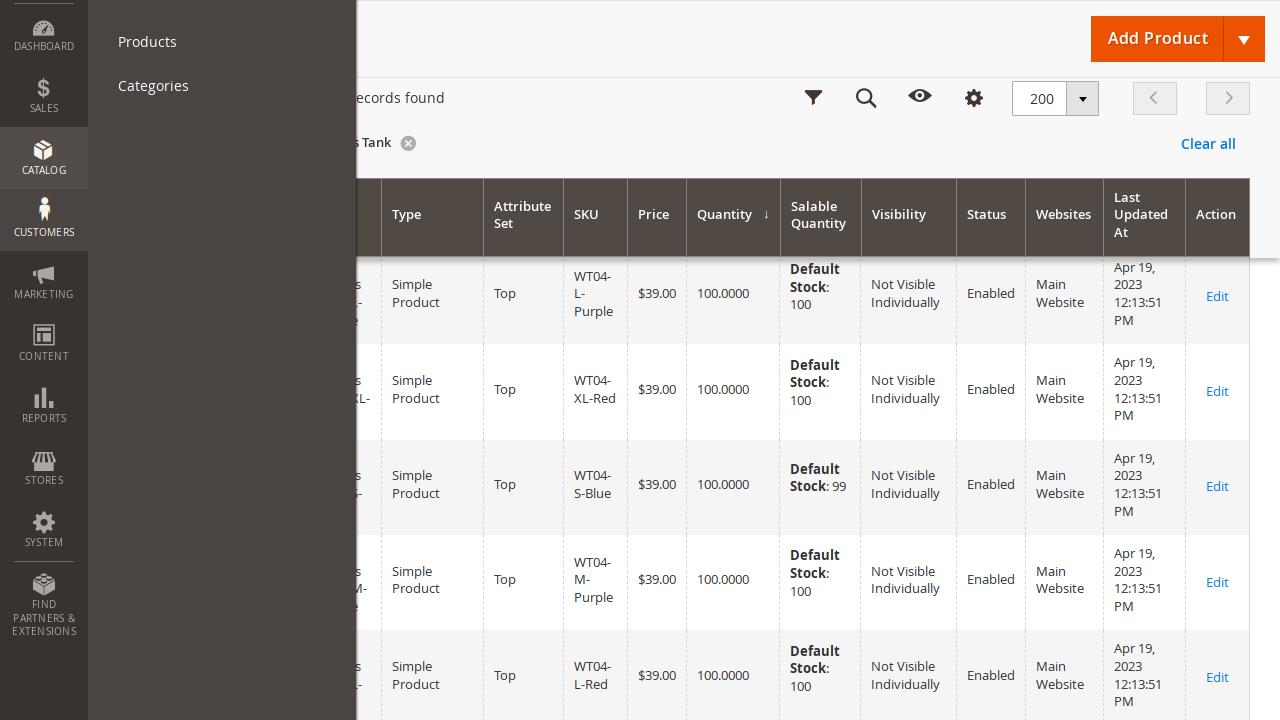 DASHBOARD
SALES
CATALOG
CUSTOMERS
MARKETING
CONTENT
REPORTS
STORES
SYSTEM
FIND
PARTNERS &
EXTENSIONS
Products
Categories
Add Product
ecords found
200
Tank
Clear all
Type
Attribute
Set
SKU
Price
Quantity ↓
Salable
Quantity
Visibility
Status
Websites
Last
Updated
At
Action
Simple
Product
Top
WT04-
L-
Purple
$39.00
100.0000
Default
Stock:
100
Not Visible
Individually
Enabled
Main
Website
Apr 19,
2023
12:13:51
PM
Edit
XL-
Simple
Product
Top
WT04-
XL-Red
$39.00
100.0000
Default
Stock:
100
Not Visible
Individually
Enabled
Main
Website
Apr 19,
2023
12:13:51
PM
Edit
Simple
Product
Top
WT04-
S-Blue
$39.00
100.0000
Default
Stock: 99
Not Visible
Individually
Enabled
Main
Website
Apr 19,
2023
12:13:51
PM
Edit
Simple
Product
Top
WT04-
M-
Purple
$39.00
100.0000
Default
Stock:
100
Not Visible
Individually
Enabled
Main
Website
Apr 19,
2023
12:13:51
PM
Edit
Simple
Product
Top
WT04-
L-Red
$39.00
100.0000
Default
Stock:
100
Not Visible
Individually
Enabled
Main
Website
Apr 19,
2023
12:13:51
PM
Edit